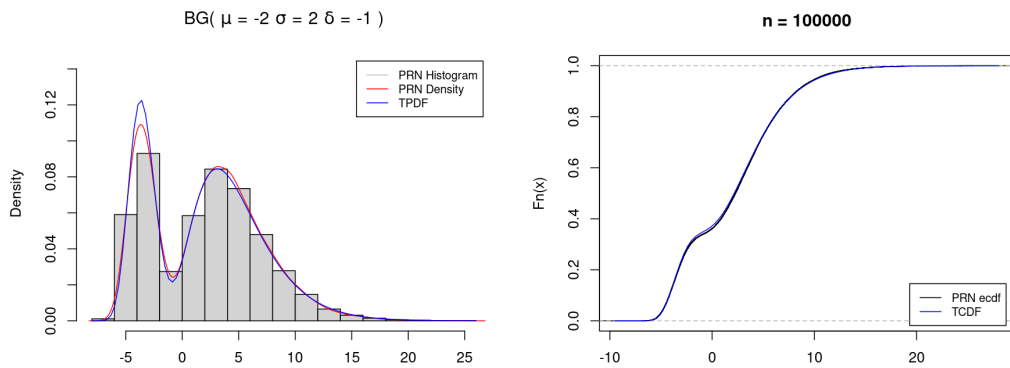 BG( μ = -2 σ = 2 δ = -1 )
PRN Histogram
PRN Density
TPDF
Density
0.00
0.04
0.08
0.12
-5
0
5
10
15
20
25
n = 100000
Fn(x)
0.0
0.2
0.4
0.6
0.8
1.0
PRN ecdf
TCDF
-10
0
10
20